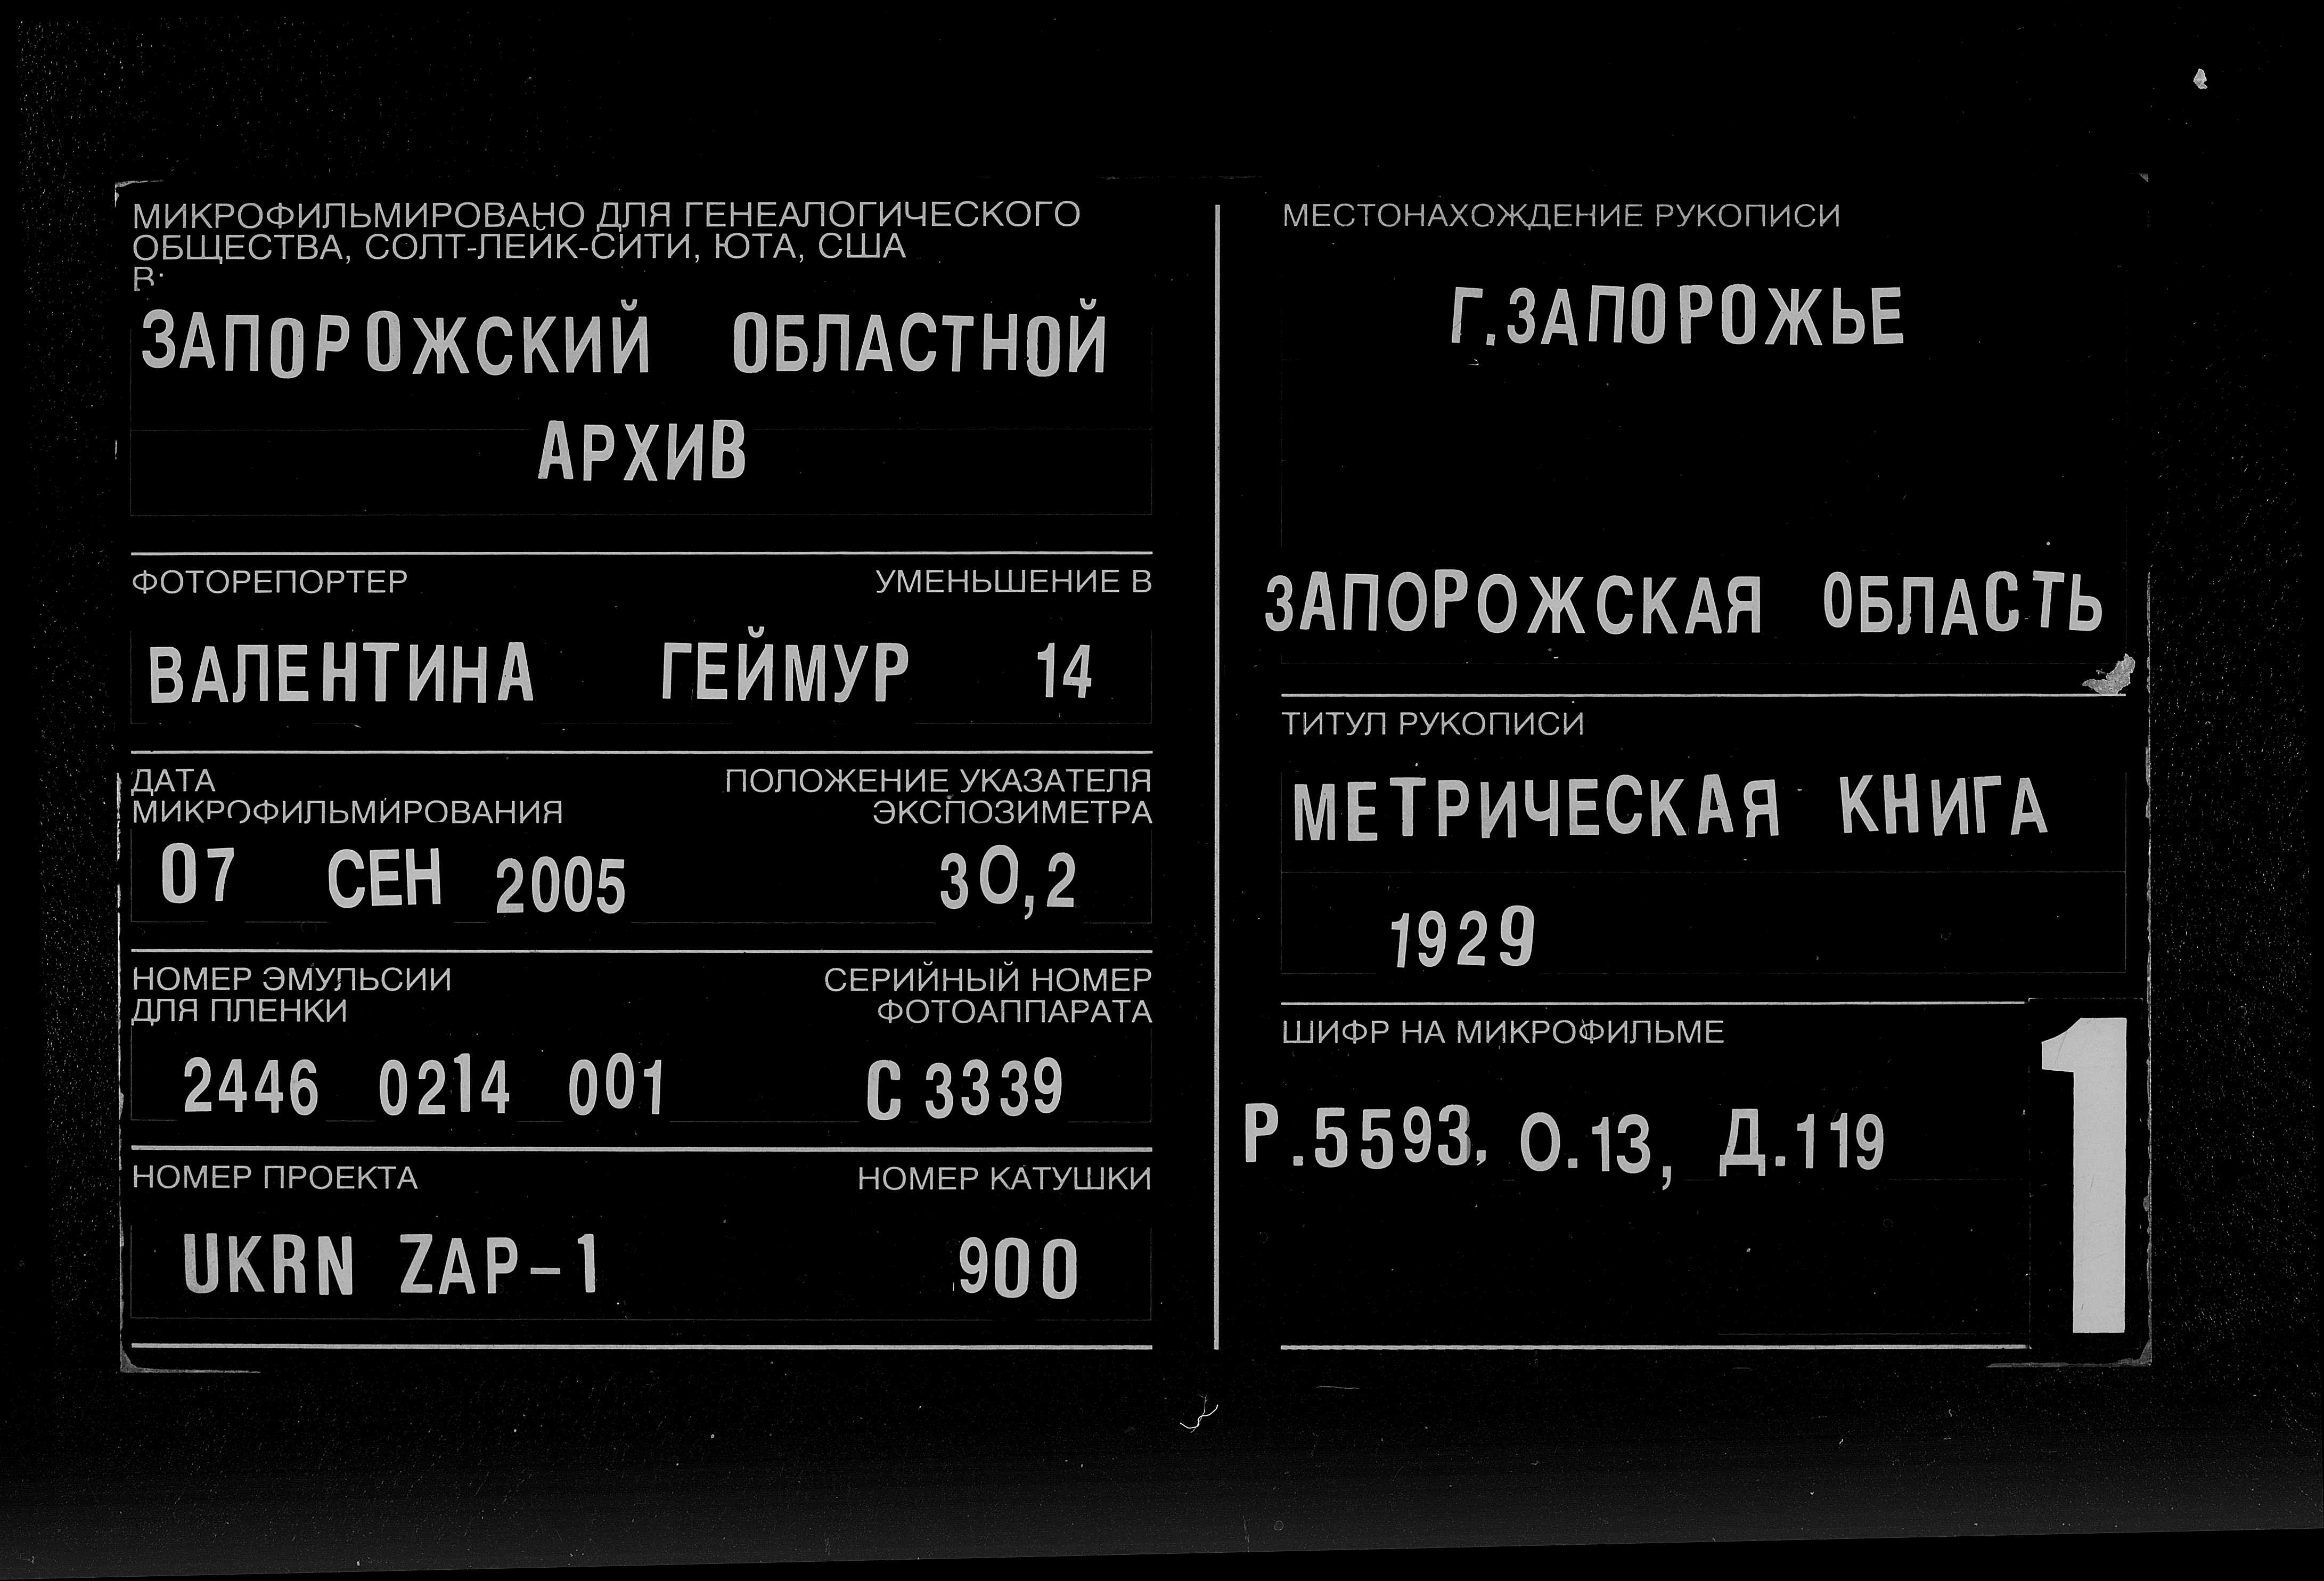 МИКРОФИЛЬМИРОВАНО ДЛЯ ГЕНЕАЛОГИЧЕСКОГО
ОБЩЕСТВА, СОЛТ-ЛЕЙК-СИТИ, ЮТА, США
В:
ЗАПОРОЖСКИЙ ОБЛАСТНОЙ
АРХИВ
ФОТОРЕПОРТЕР УМЕНЬШЕНИЕ В
ВАЛЕНТИНА ГЕЙМУР 14
ДАТА ПОЛОЖЕНИЕ УКАЗАТЕЛЯ
МИКРОФИЛЬМИРОВАНИЯ ЭКСПОЗИМЕТРА
07 СЕН 2005 30,2
НОМЕР ЭМУЛЬСИИ СЕРИЙНЫЙ НОМЕР
ДЛЯ ПЛЕНКИ ФОТОАППАРАТА
2446 0214 001 С 3339
НОМЕР ПРОЕКТА НОМЕР КАТУШКИ
UKRN ZAP-1 900
МЕСТОНАХОЖДЕНИЕ РУКОПИСИ
Г.ЗАПОРОЖЬЕ
ЗАПОРОЖСКАЯ ОБЛАСТЬ
ТИТУЛ РУКОПИСИ
МЕТРИЧЕСКАЯ КНИГА
1929
ШИФР НА МИКРОФИЛЬМЕ
Р.5593, О.13, Д.119
1